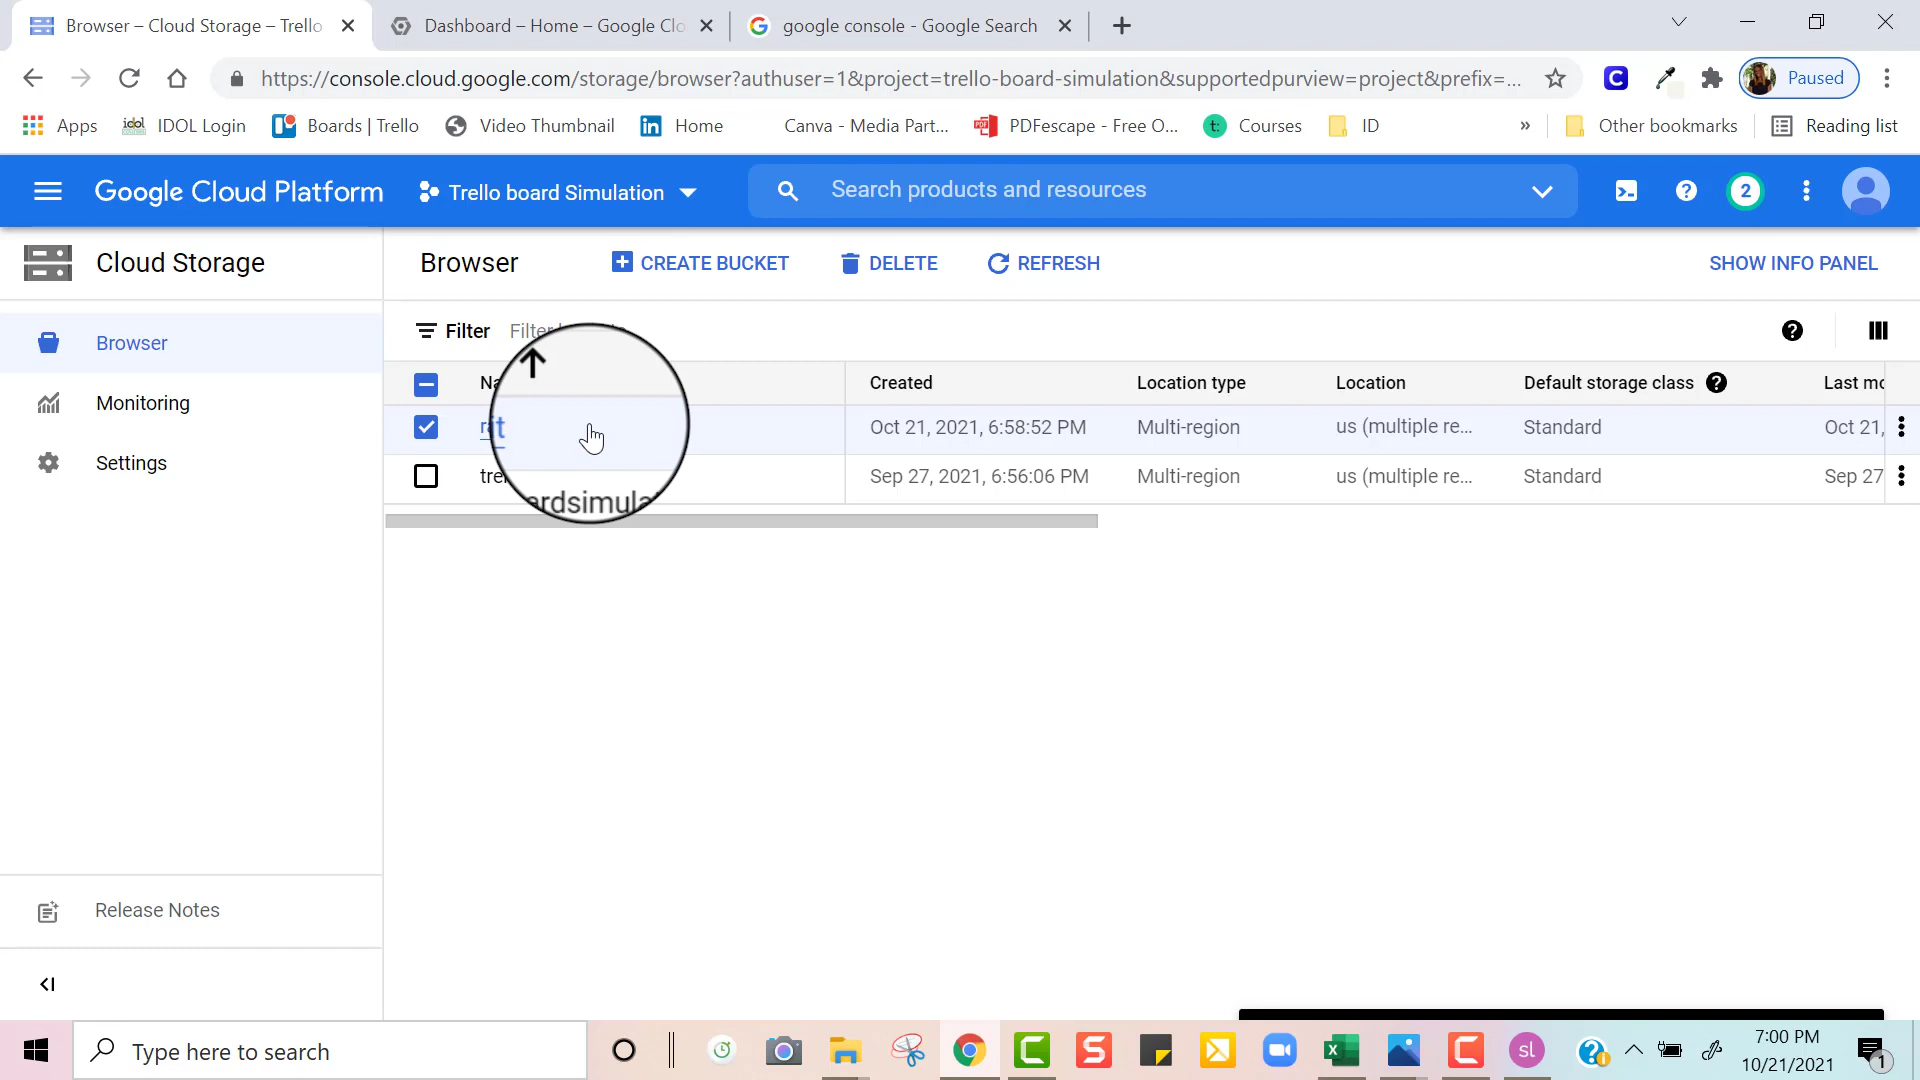 Browser – Cloud Storage – Trello
Dashboard – Home – Google Clo
google console - Google Search
https://console.cloud.google.com/storage/browser?authuser=1&project=trello-board-simulation&supportedpurview=project&prefix=...
Paused
Apps
idol IDOL Login
Boards | Trello
Video Thumbnail
in Home
Canva - Media Part...
PDFescape - Free O...
t: Courses
ID
»
Other bookmarks
Reading list
Google Cloud Platform
Trello board Simulation
Search products and resources
2
Cloud Storage
Browser
CREATE BUCKET
DELETE
REFRESH
SHOW INFO PANEL
Browser
Monitoring
Settings
Filter
Created
Location type
Location
Default storage class
Oct 21, 2021, 6:58:52 PM
Multi-region
us (multiple re...
Standard
Oct 21,
Sep 27, 2021, 6:56:06 PM
Multi-region
us (multiple re...
Standard
Sep 27
Release Notes
Type here to search
sl
7:00 PM
10/21/2021
1